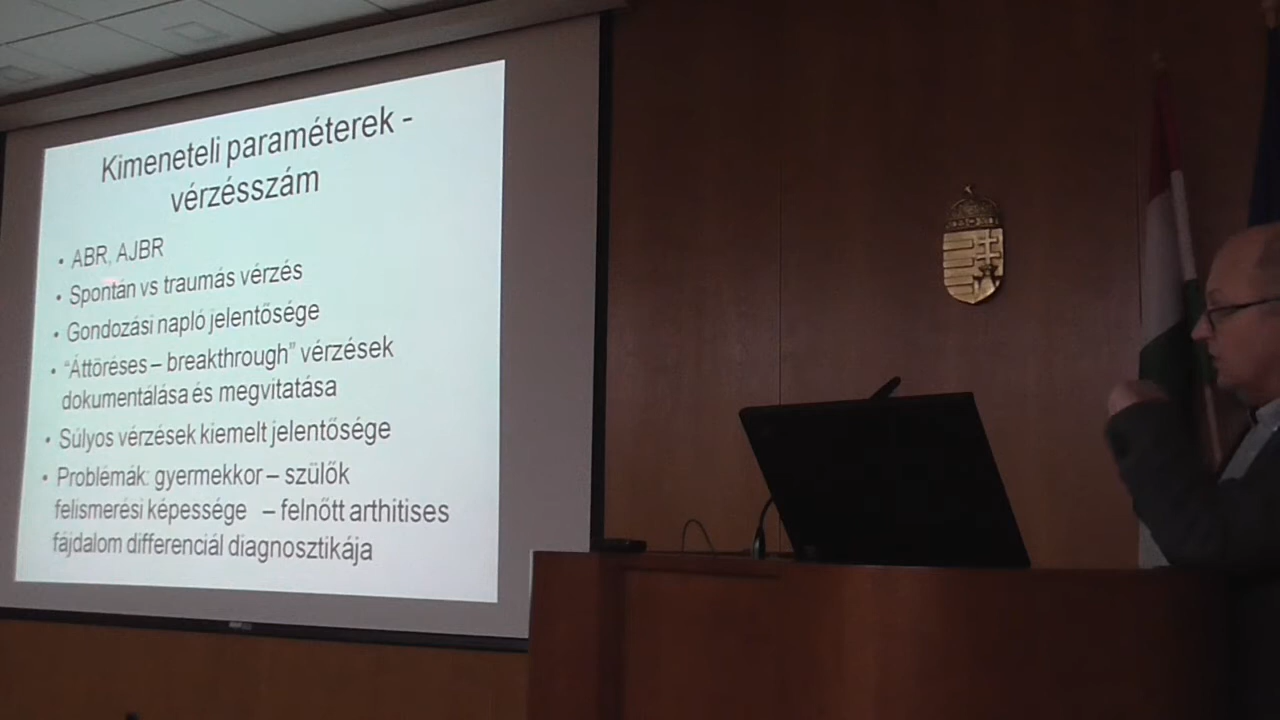 Kimeneteli paraméterek -
vérzésszám
• ABR, AJBR
• Spontán vs traumás vérzés
• Gondozási napló jelentősége
• “Áttöréses – breakthrough” vérzések
dokumentálása és megvitatása
• Súlyos vérzések kiemelt jelentősége
• Problémák: gyermekkor – szülők
felismerési képessége – felnőtt arthitises
fájdalom differenciál diagnosztikája